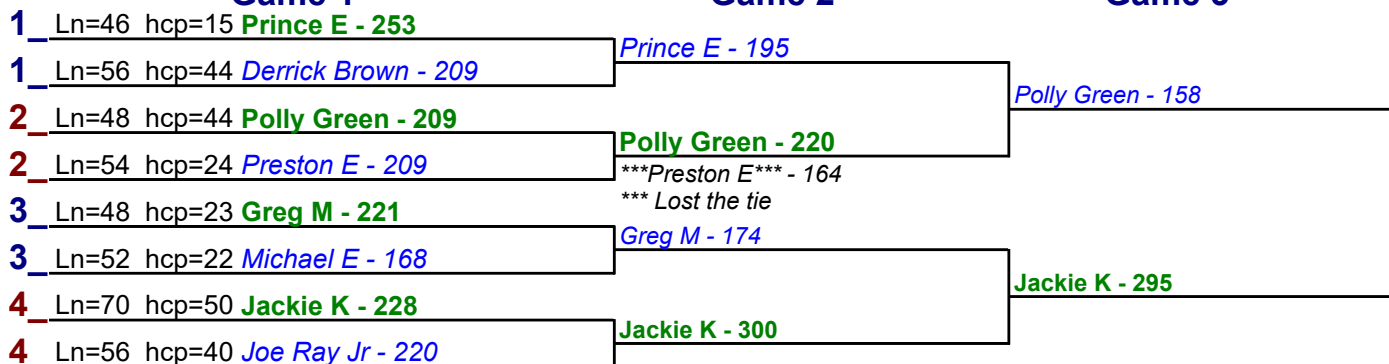 1_ Ln=46 hcp=15 Prince E - 253
1_ Ln=56 hcp=44 Derrick Brown - 209
2_ Ln=48 hcp=44 Polly Green - 209
2_ Ln=54 hcp=24 Preston E - 209
3_ Ln=48 hcp=23 Greg M - 221
3_ Ln=52 hcp=22 Michael E - 168
4_ Ln=70 hcp=50 Jackie K - 228
4 Ln=56 hcp=40 Joe Ray Jr - 220
Prince E - 195
Polly Green - 220
***Preston E*** - 164
*** Lost the tie
Greg M - 174
Jackie K - 300
Polly Green - 158
Jackie K - 295